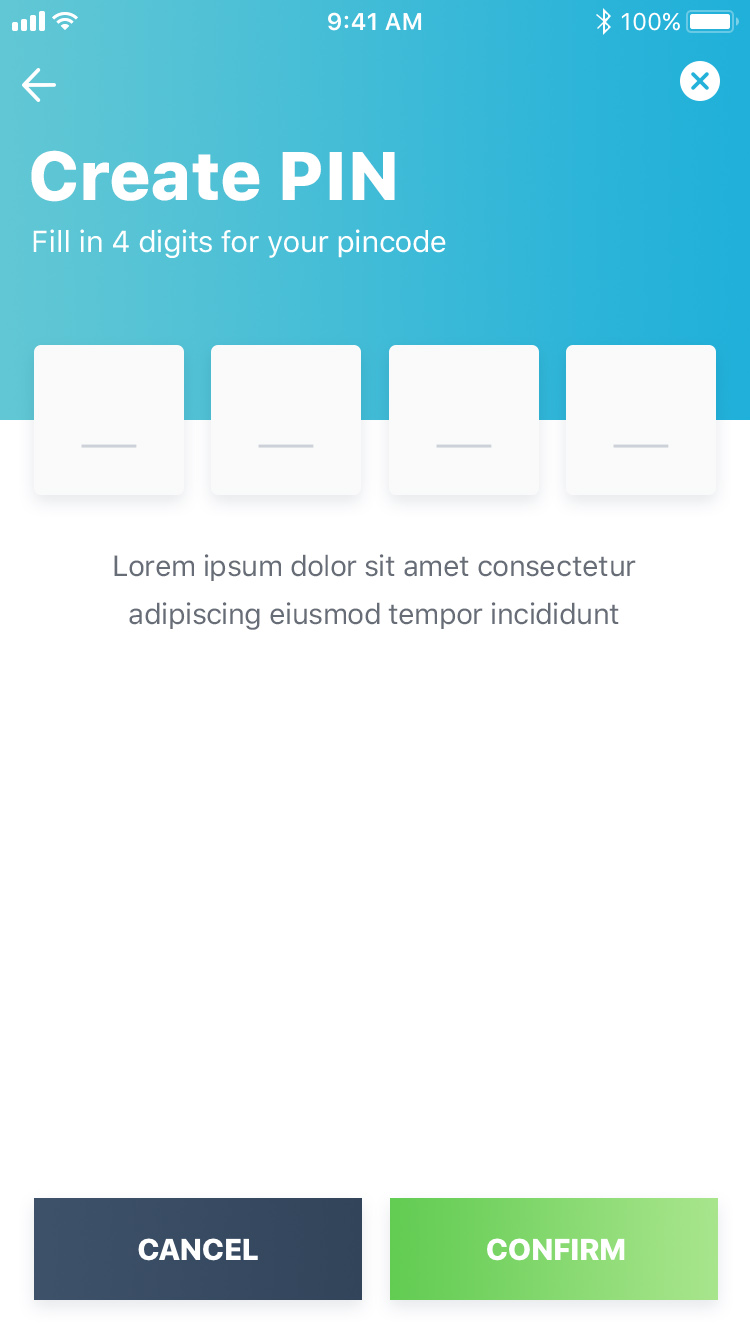 9:41 AM
100%
Create PIN
Fill in 4 digits for your pincode
Lorem ipsum dolor sit amet consectetur
adipiscing eiusmod tempor incididunt
CANCEL
CONFIRM